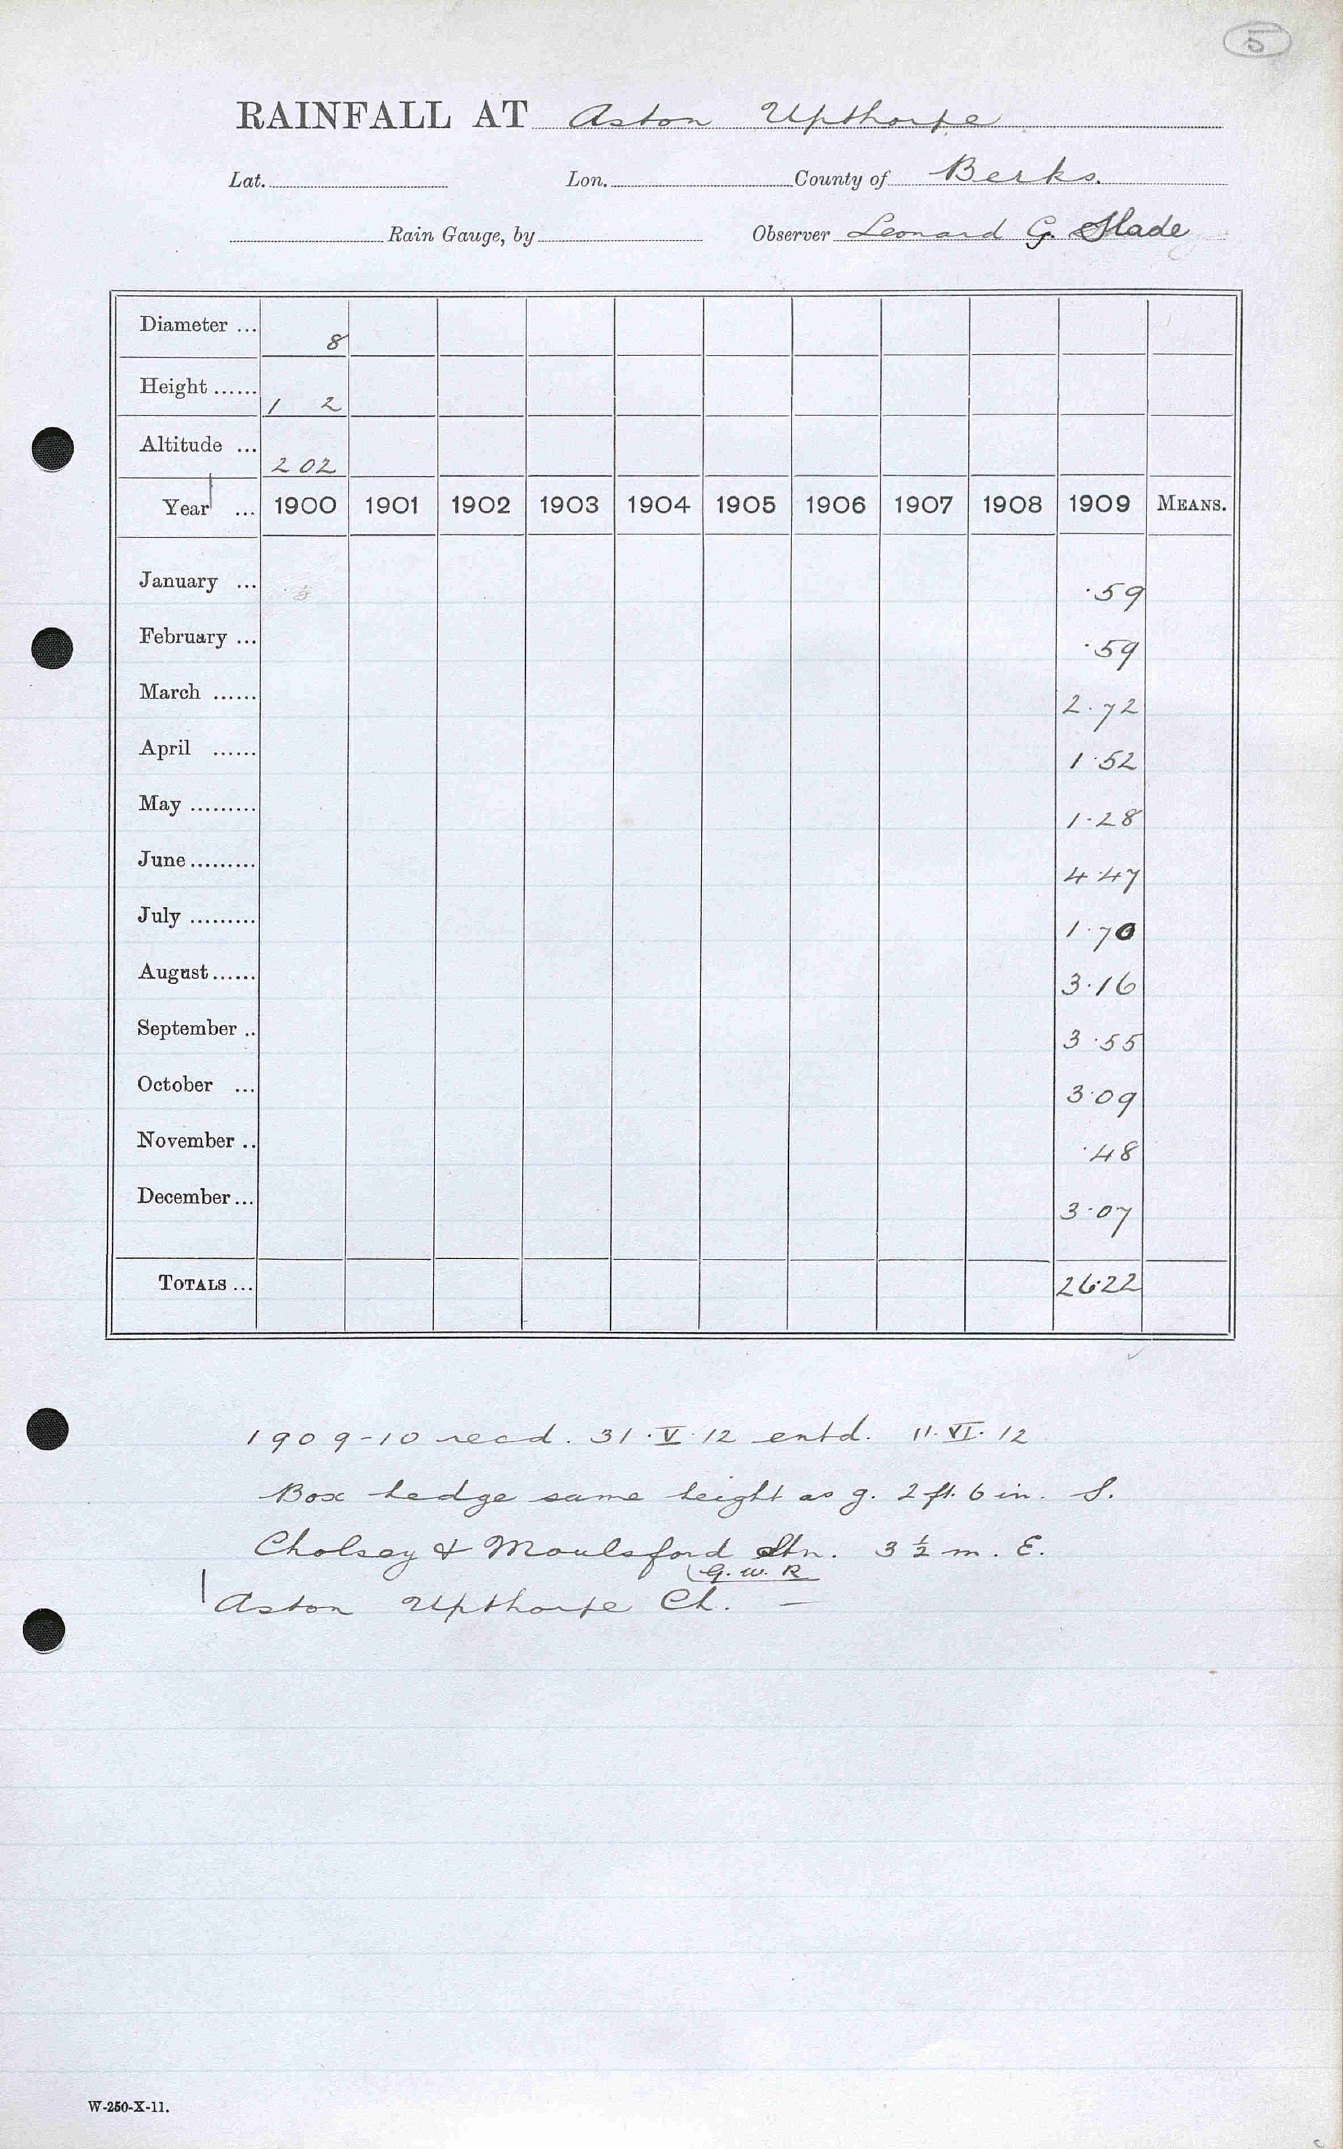 5
RAINFALL AT Aston Upthorpe
Lat. Lon. County of Berks.
Rain Gauge, by Observer Leonard G. Slade
Diameter ... 8
Height ...... 1 2
Altitude ... 202
Year ... 1900 1901 1902 1903 1904 1905 1906 1907 1908 1909 MEANS.
January ... ·59
February ... ·59
March ...... 2·72
April ...... 1·52
May ......... 1·28
June ......... 4·47
July ......... 1·70
August ...... 3·16
September .. 3·55
October ... 3·09
November .. ·48
December ... 3·07
TOTALS ... 26·22
1909-10 recd. 31·V·12 entd. 11·VI·12
Box hedge same height as g. 2 ft. 6 in. S.
Cholsey & Moulsford Stn. 3 ½ m. E.
(G. W. R
Aston Upthorpe Ch. —
W-250-X-11.